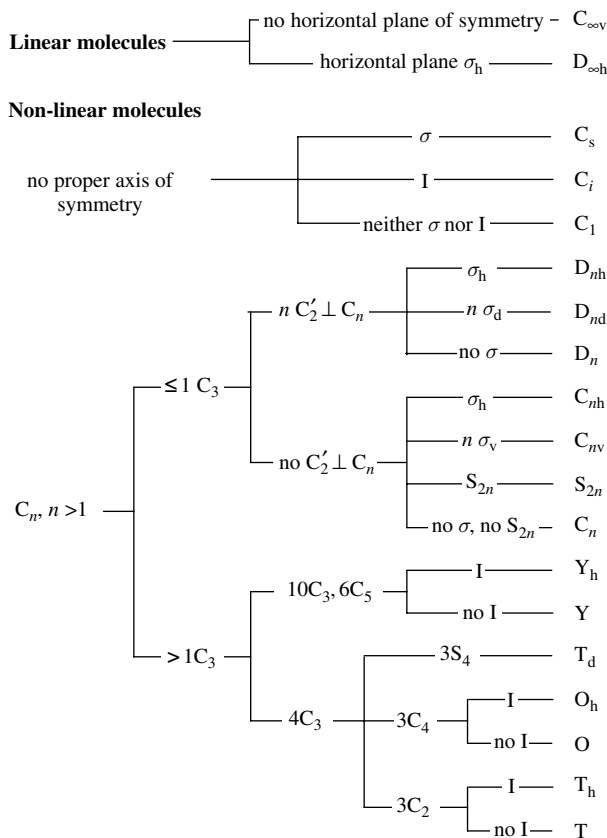 no horizontal plane of symmetry C∞v
Linear molecules
horizontal plane σh D∞h
Non-linear molecules
σ Cs
no proper axis of
symmetry
I Ci
neither σ nor I C1
σh Dnh
n C2′ ⊥ Cn n σd Dnd
no σ Dn
≤ 1 C3
σh Cnh
n σv Cnv
no C2′ ⊥ Cn
S2n S2n
Cn, n >1
no σ, no S2n Cn
I Yh
10C3, 6C5
no I Y
> 1C3
3S4 Td
I Oh
4C3 3C4
no I O
I Th
3C2
no I T